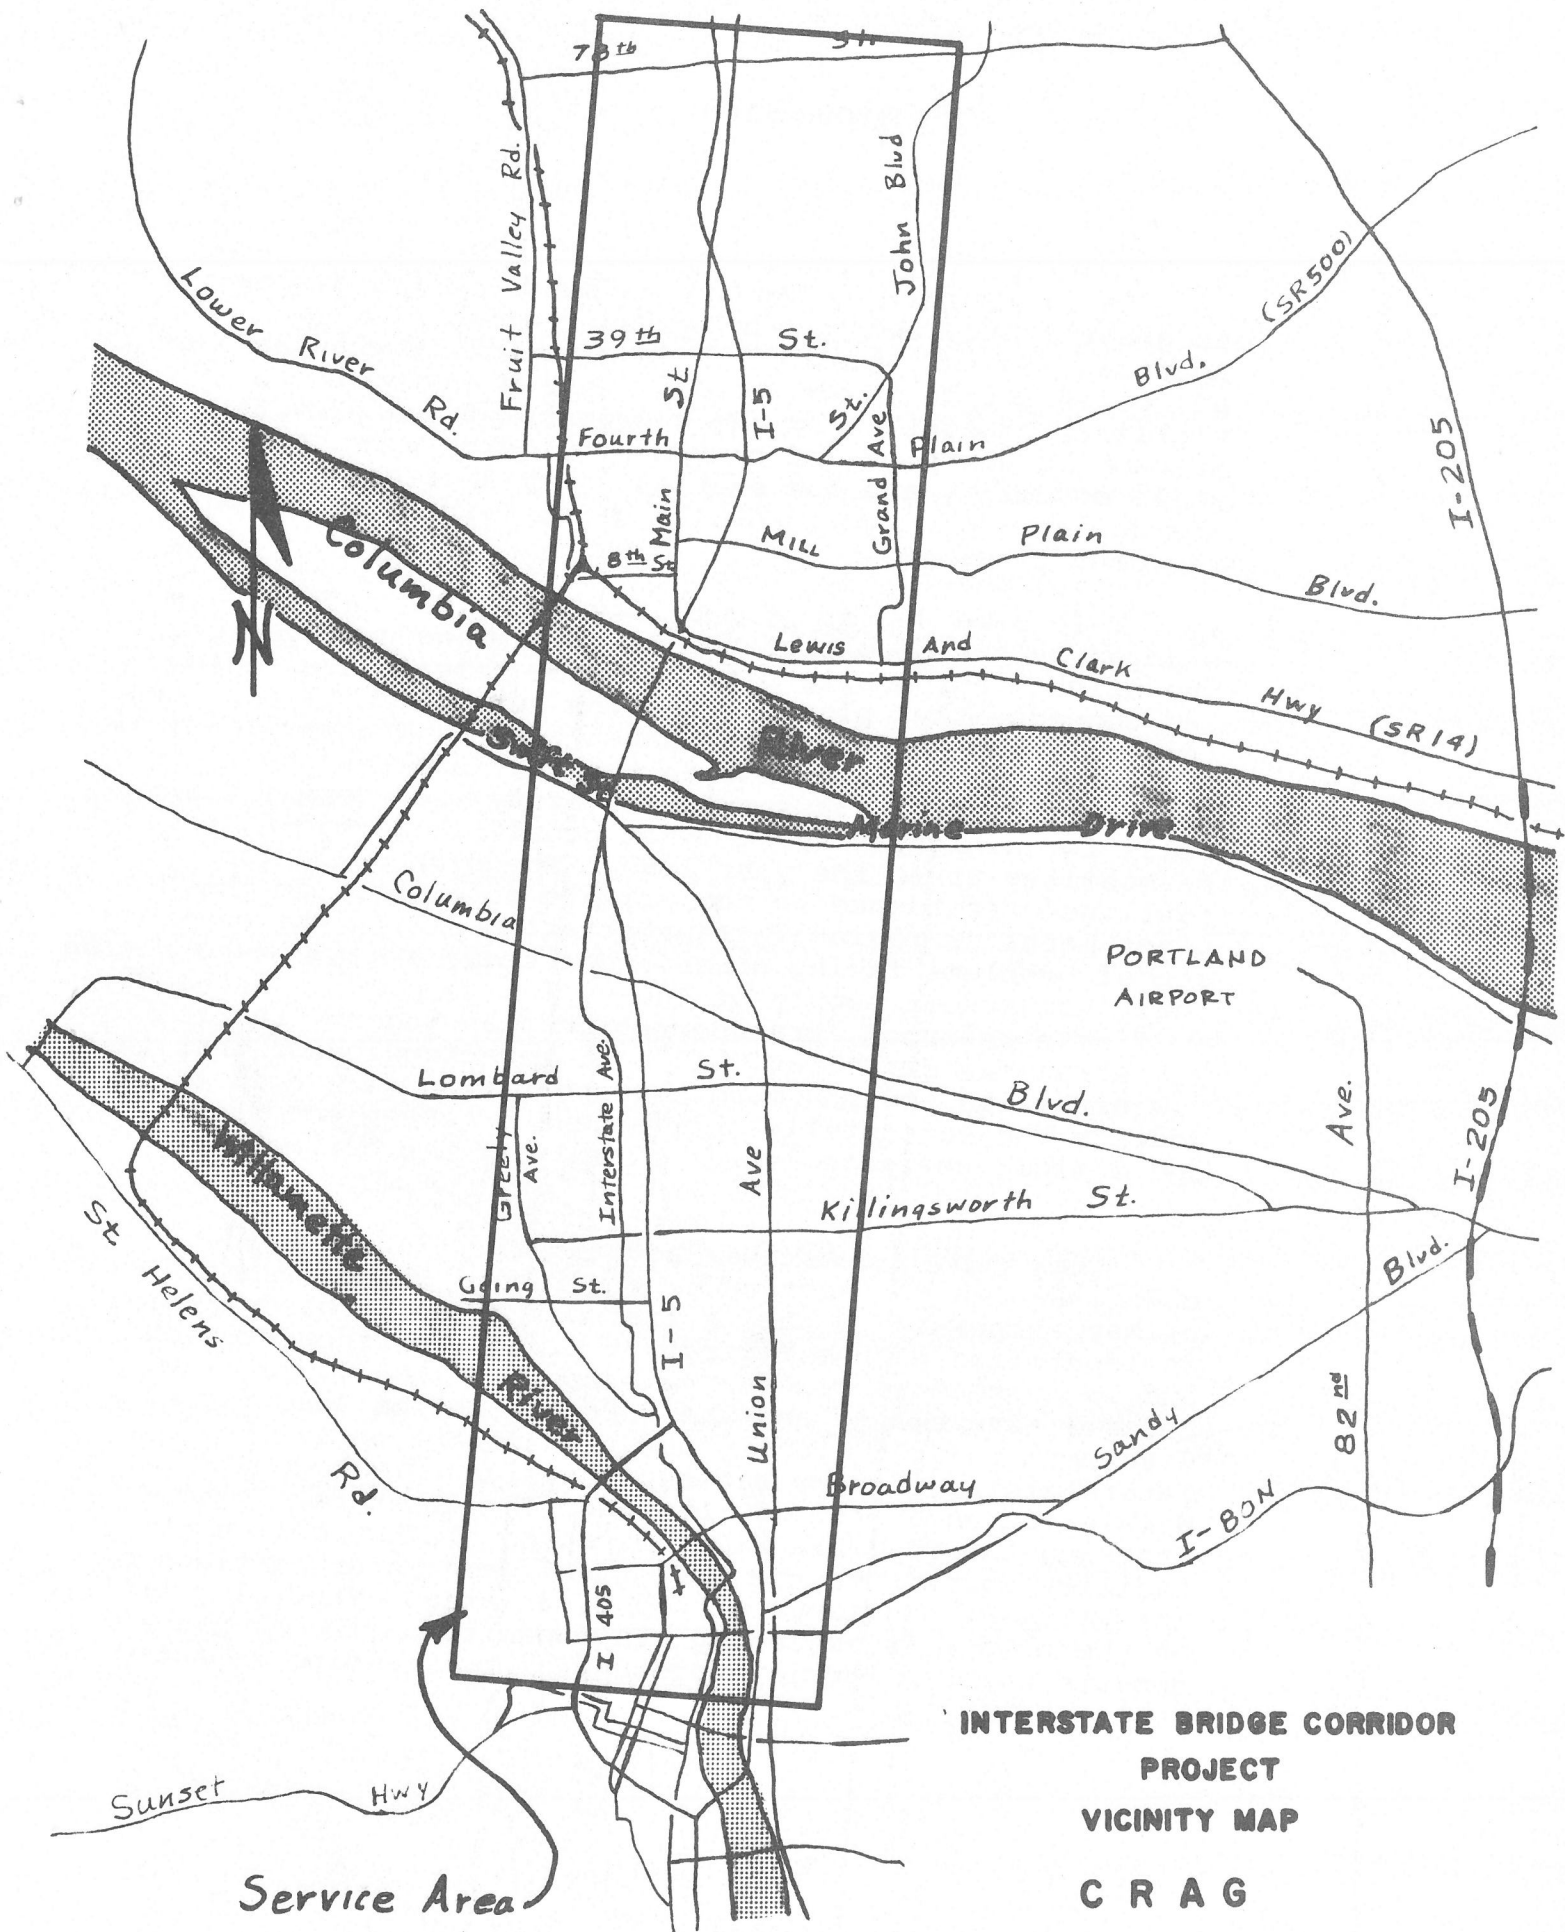 78th St.
Fruit Valley Rd.
St. John Blvd
Lower River Rd.
39th St.
(SR500)
Fourth Plain Blvd.
Main St.
I-5
Grand Ave
I-205
N
Columbia River
8th St
MILL Plain Blvd.
Lewis And Clark Hwy (SR14)
Marine Drive
Columbia Blvd.
PORTLAND
AIRPORT
Lombard St.
Interstate Ave.
Greely Ave.
Union Ave
82nd Ave.
I-205
Willamette River
Killingsworth St.
St. Helens Rd.
Going St.
I-5
Sandy Blvd.
Broadway
I-80N
I 405
Sunset Hwy
Service Area
INTERSTATE BRIDGE CORRIDOR
PROJECT
VICINITY MAP
CRAG